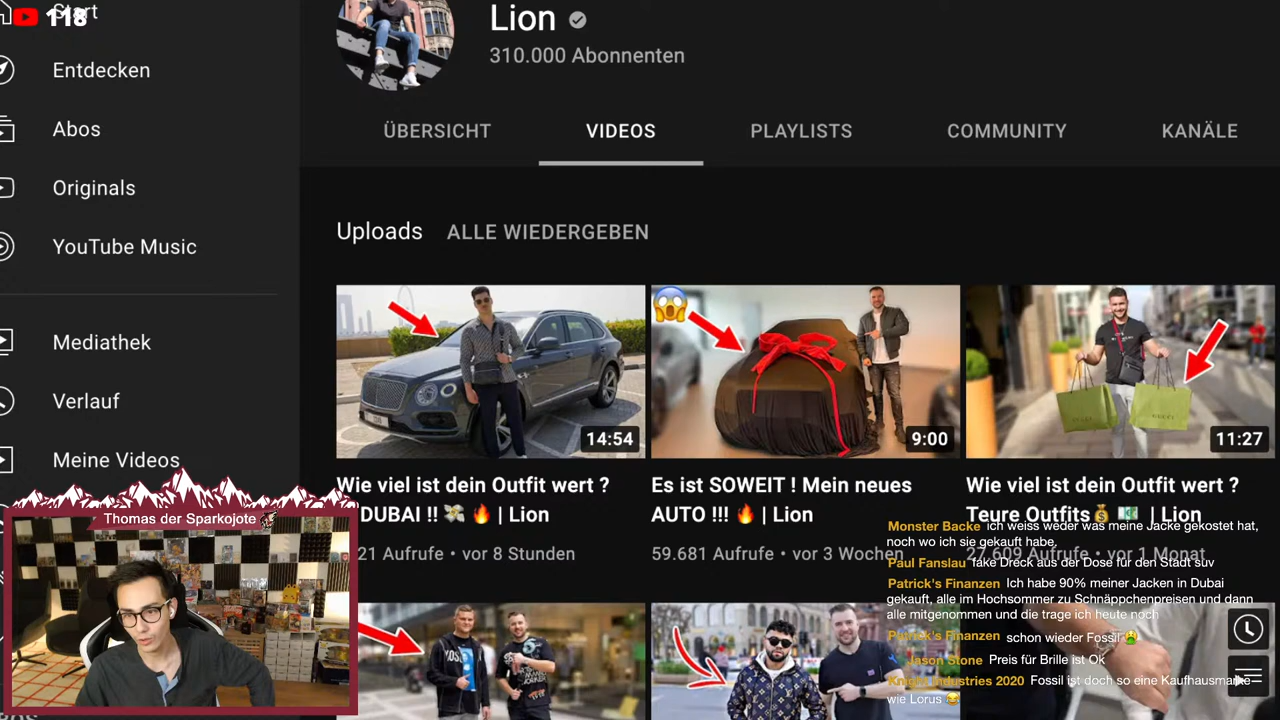 Start
118
Lion
310.000 Abonnenten
Entdecken
Abos
Originals
YouTube Music
Mediathek
Verlauf
Meine Videos
ÜBERSICHT
VIDEOS
PLAYLISTS
COMMUNITY
KANÄLE
Uploads
ALLE WIEDERGEBEN
14:54
9:00
11:27
GUCCI
Wie viel ist dein Outfit wert ?
DUBAI !! 💸 🔥 | Lion
21 Aufrufe • vor 8 Stunden
Es ist SOWEIT ! Mein neues
AUTO !!! 🔥 | Lion
59.681 Aufrufe • vor 3 Wochen
Wie viel ist dein Outfit wert ?
Teure Outfits💰 💵 | Lion
27.609 Aufrufe • vor 1 Monat
Thomas der Sparkojote
Monster Backe ich weiss weder was meine Jacke gekostet hat,
noch wo ich sie gekauft habe.
Paul Fanslau fake Dreck aus der Dose für den Stadt suv
Patrick's Finanzen Ich habe 90% meiner Jacken in Dubai
gekauft, alle im Hochsommer zu Schnäppchenpreisen und dann
alle mitgenommen und die trage ich heute noch
Patrick's Finanzen schon wieder Fossil 🤮
Jason Stone Preis für Brille ist Ok
Knight Industries 2020 Fossil ist doch so eine Kaufhausmarke
wie Lorus 😂